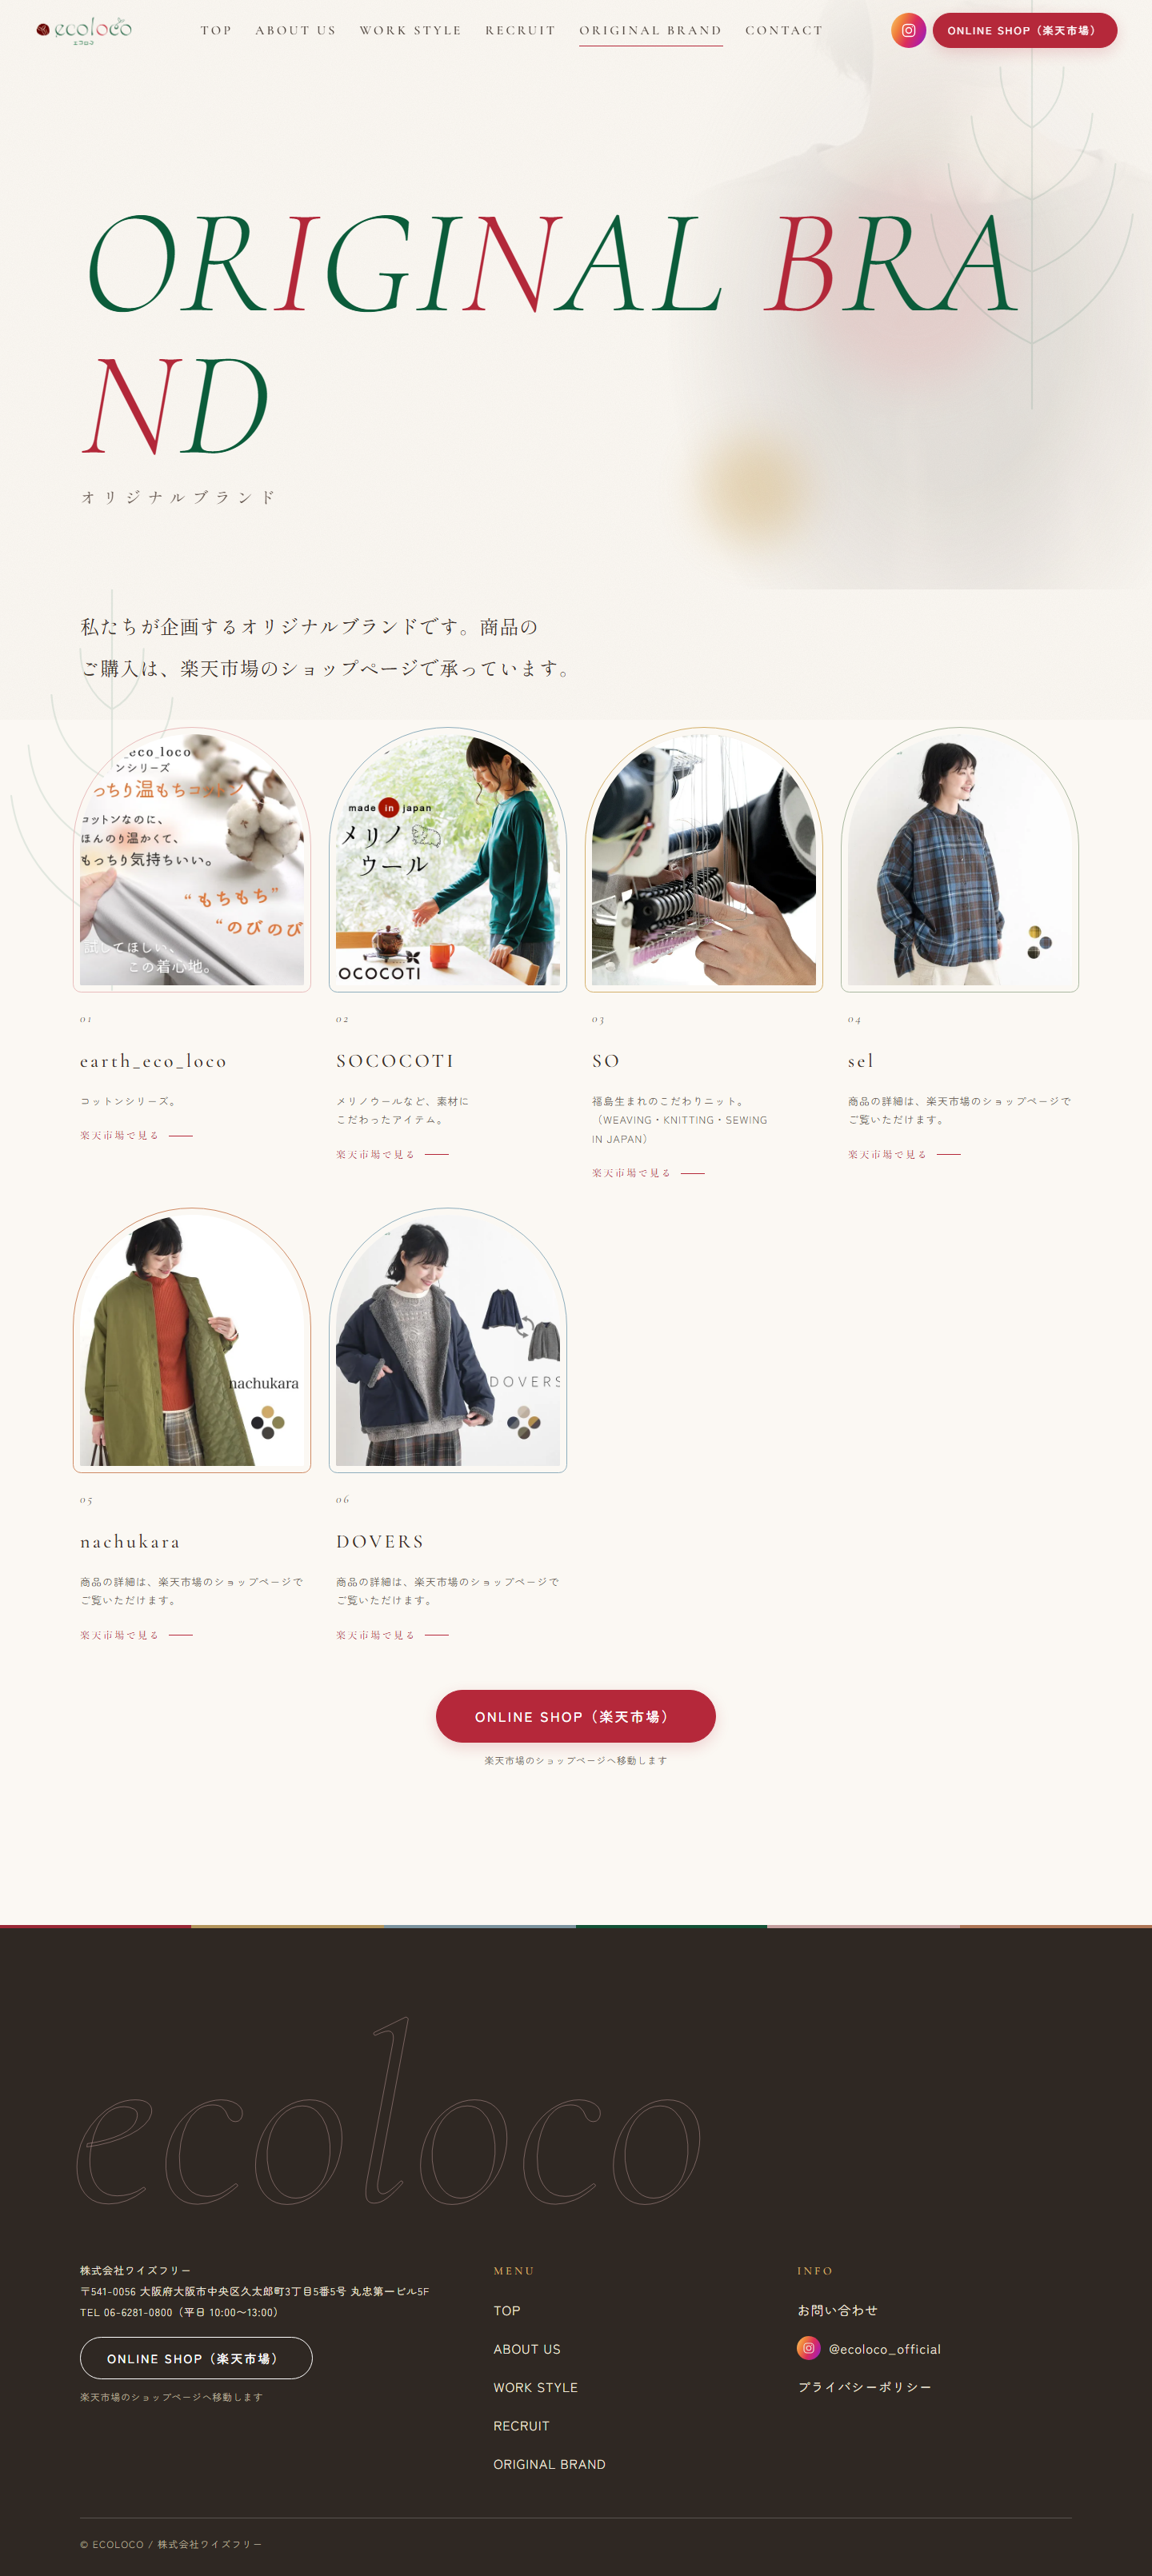 ecoloco
エコロコ
TOP
ABOUT US
WORK STYLE
RECRUIT
ORIGINAL BRAND
CONTACT
ONLINE SHOP（楽天市場）
ORIGINAL BRA
ND
オリジナルブランド
私たちが企画するオリジナルブランドです。商品の
ご購入は、楽天市場のショップページで承っています。
_eco_loco
ンシリーズ
っちり温もちコットン
コットンなのに、
ほんのり温かくて、
もっちり気持ちいい。
“もちもち”
“のびのび
試してほしい、
この着心地。
made in japan
メリノ
ウール
OCOCOTI
01
earth_eco_loco
コットンシリーズ。
楽天市場で見る
02
SOCOCOTI
メリノウールなど、素材に
こだわったアイテム。
楽天市場で見る
03
SO
福島生まれのこだわりニット。
（WEAVING・KNITTING・SEWING
IN JAPAN）
楽天市場で見る
04
sel
商品の詳細は、楽天市場のショップページで
ご覧いただけます。
楽天市場で見る
nachukara
DOVERS
05
nachukara
商品の詳細は、楽天市場のショップページで
ご覧いただけます。
楽天市場で見る
06
DOVERS
商品の詳細は、楽天市場のショップページで
ご覧いただけます。
楽天市場で見る
ONLINE SHOP（楽天市場）
楽天市場のショップページへ移動します
ecoloco
株式会社ワイズフリー
〒541-0056 大阪府大阪市中央区久太郎町3丁目5番5号 丸忠第一ビル5F
TEL 06-6281-0800（平日 10:00〜13:00）
ONLINE SHOP（楽天市場）
楽天市場のショップページへ移動します
MENU
TOP
ABOUT US
WORK STYLE
RECRUIT
ORIGINAL BRAND
INFO
お問い合わせ
@ecoloco_official
プライバシーポリシー
© ECOLOCO / 株式会社ワイズフリー